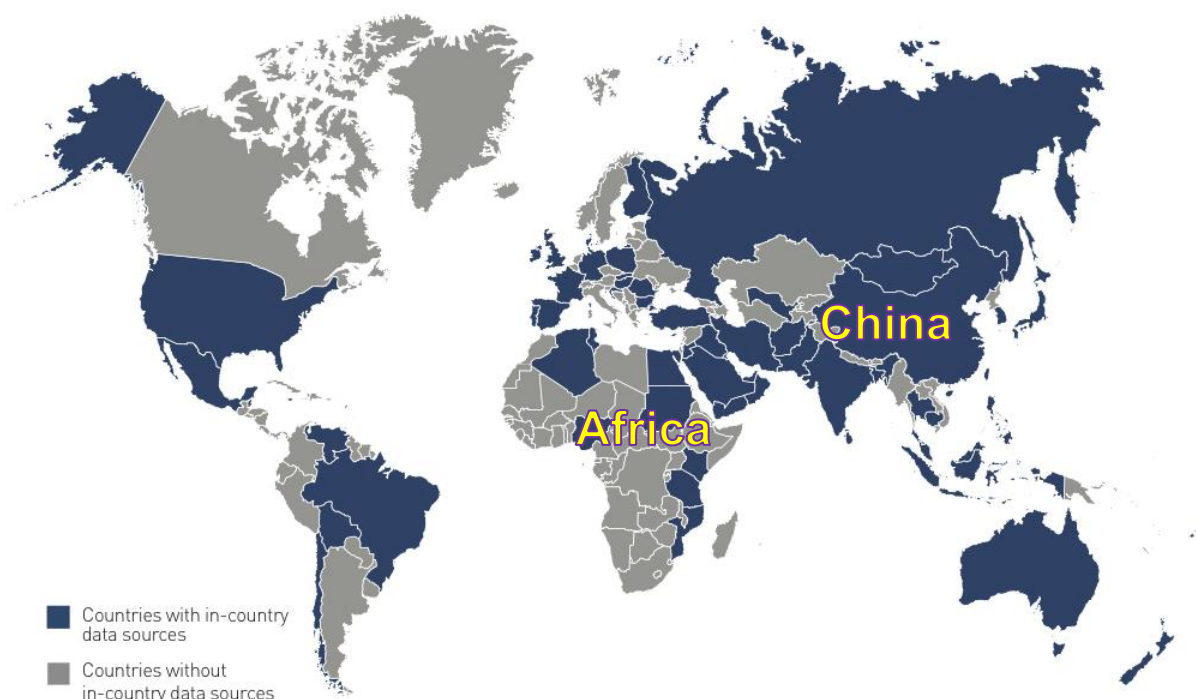 China
Africa
Countries with in-country
data sources
Countries without
in-country data sources